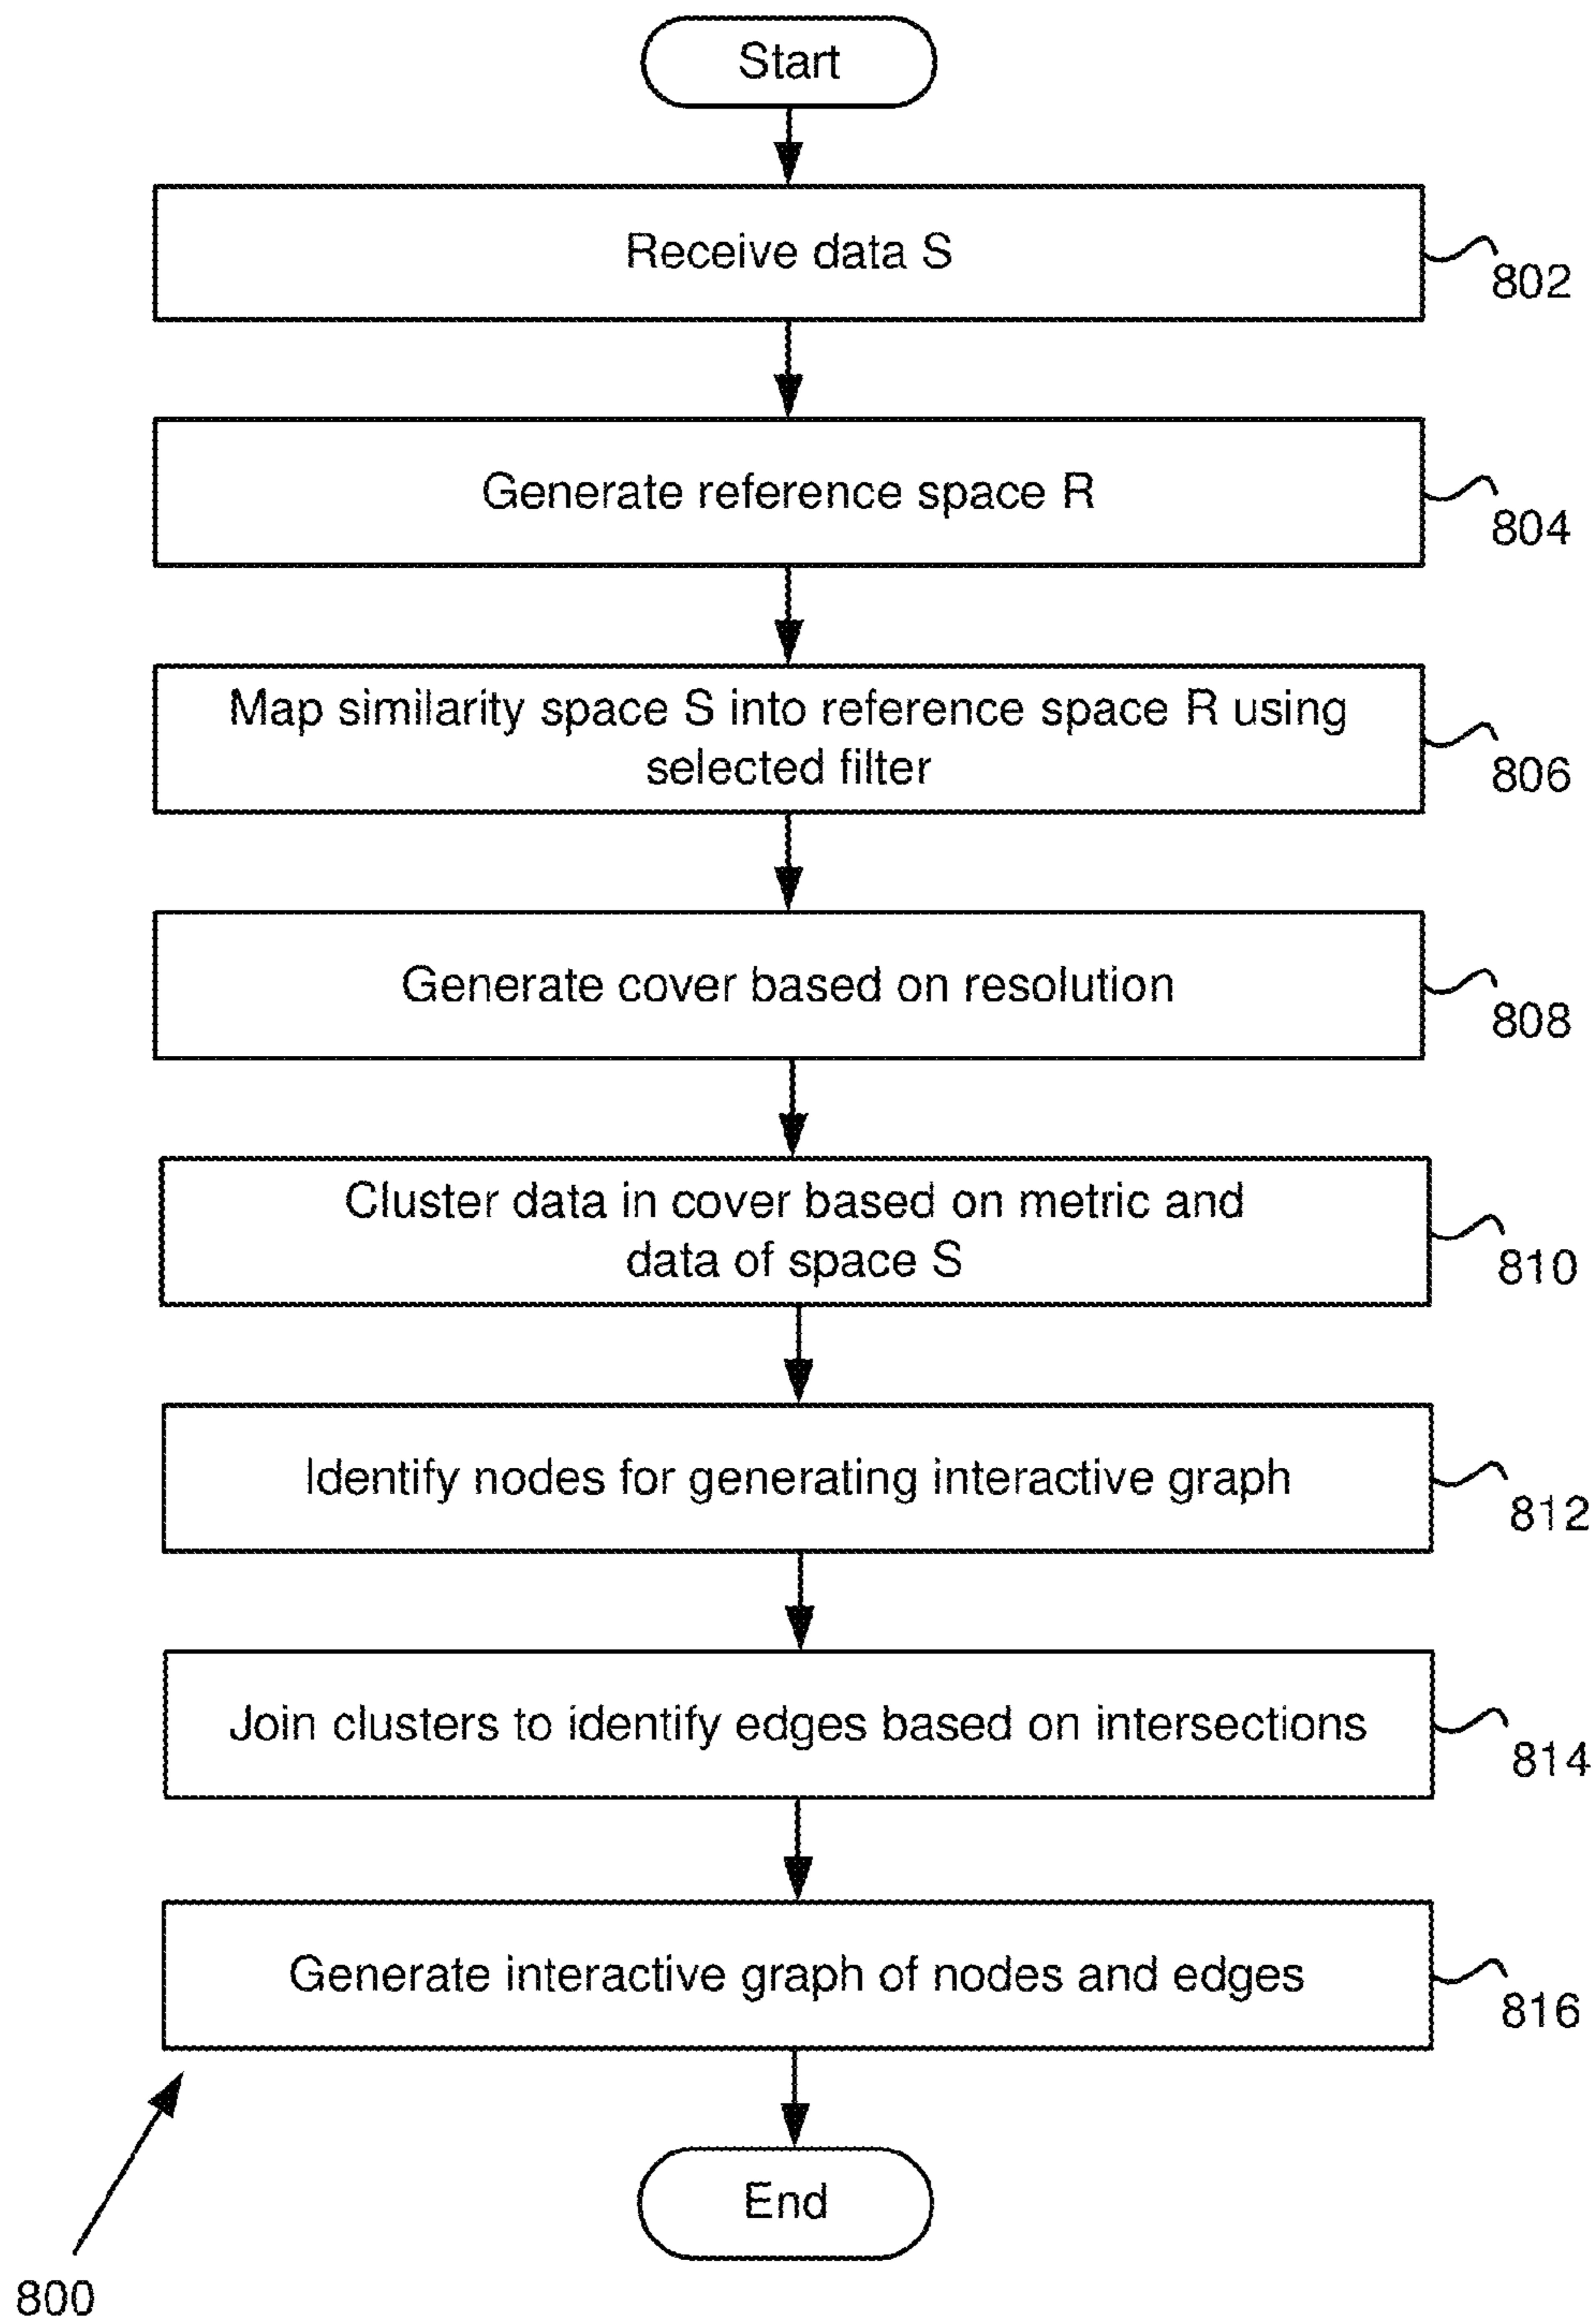 Start
Receive data S
802
Generate reference space R
804
Map similarity space S into reference space R using
selected filter
806
Generate cover based on resolution
808
Cluster data in cover based on metric and
data of space S
810
Identify nodes for generating interactive graph
812
Join clusters to identify edges based on intersections
814
Generate interactive graph of nodes and edges
816
End
800